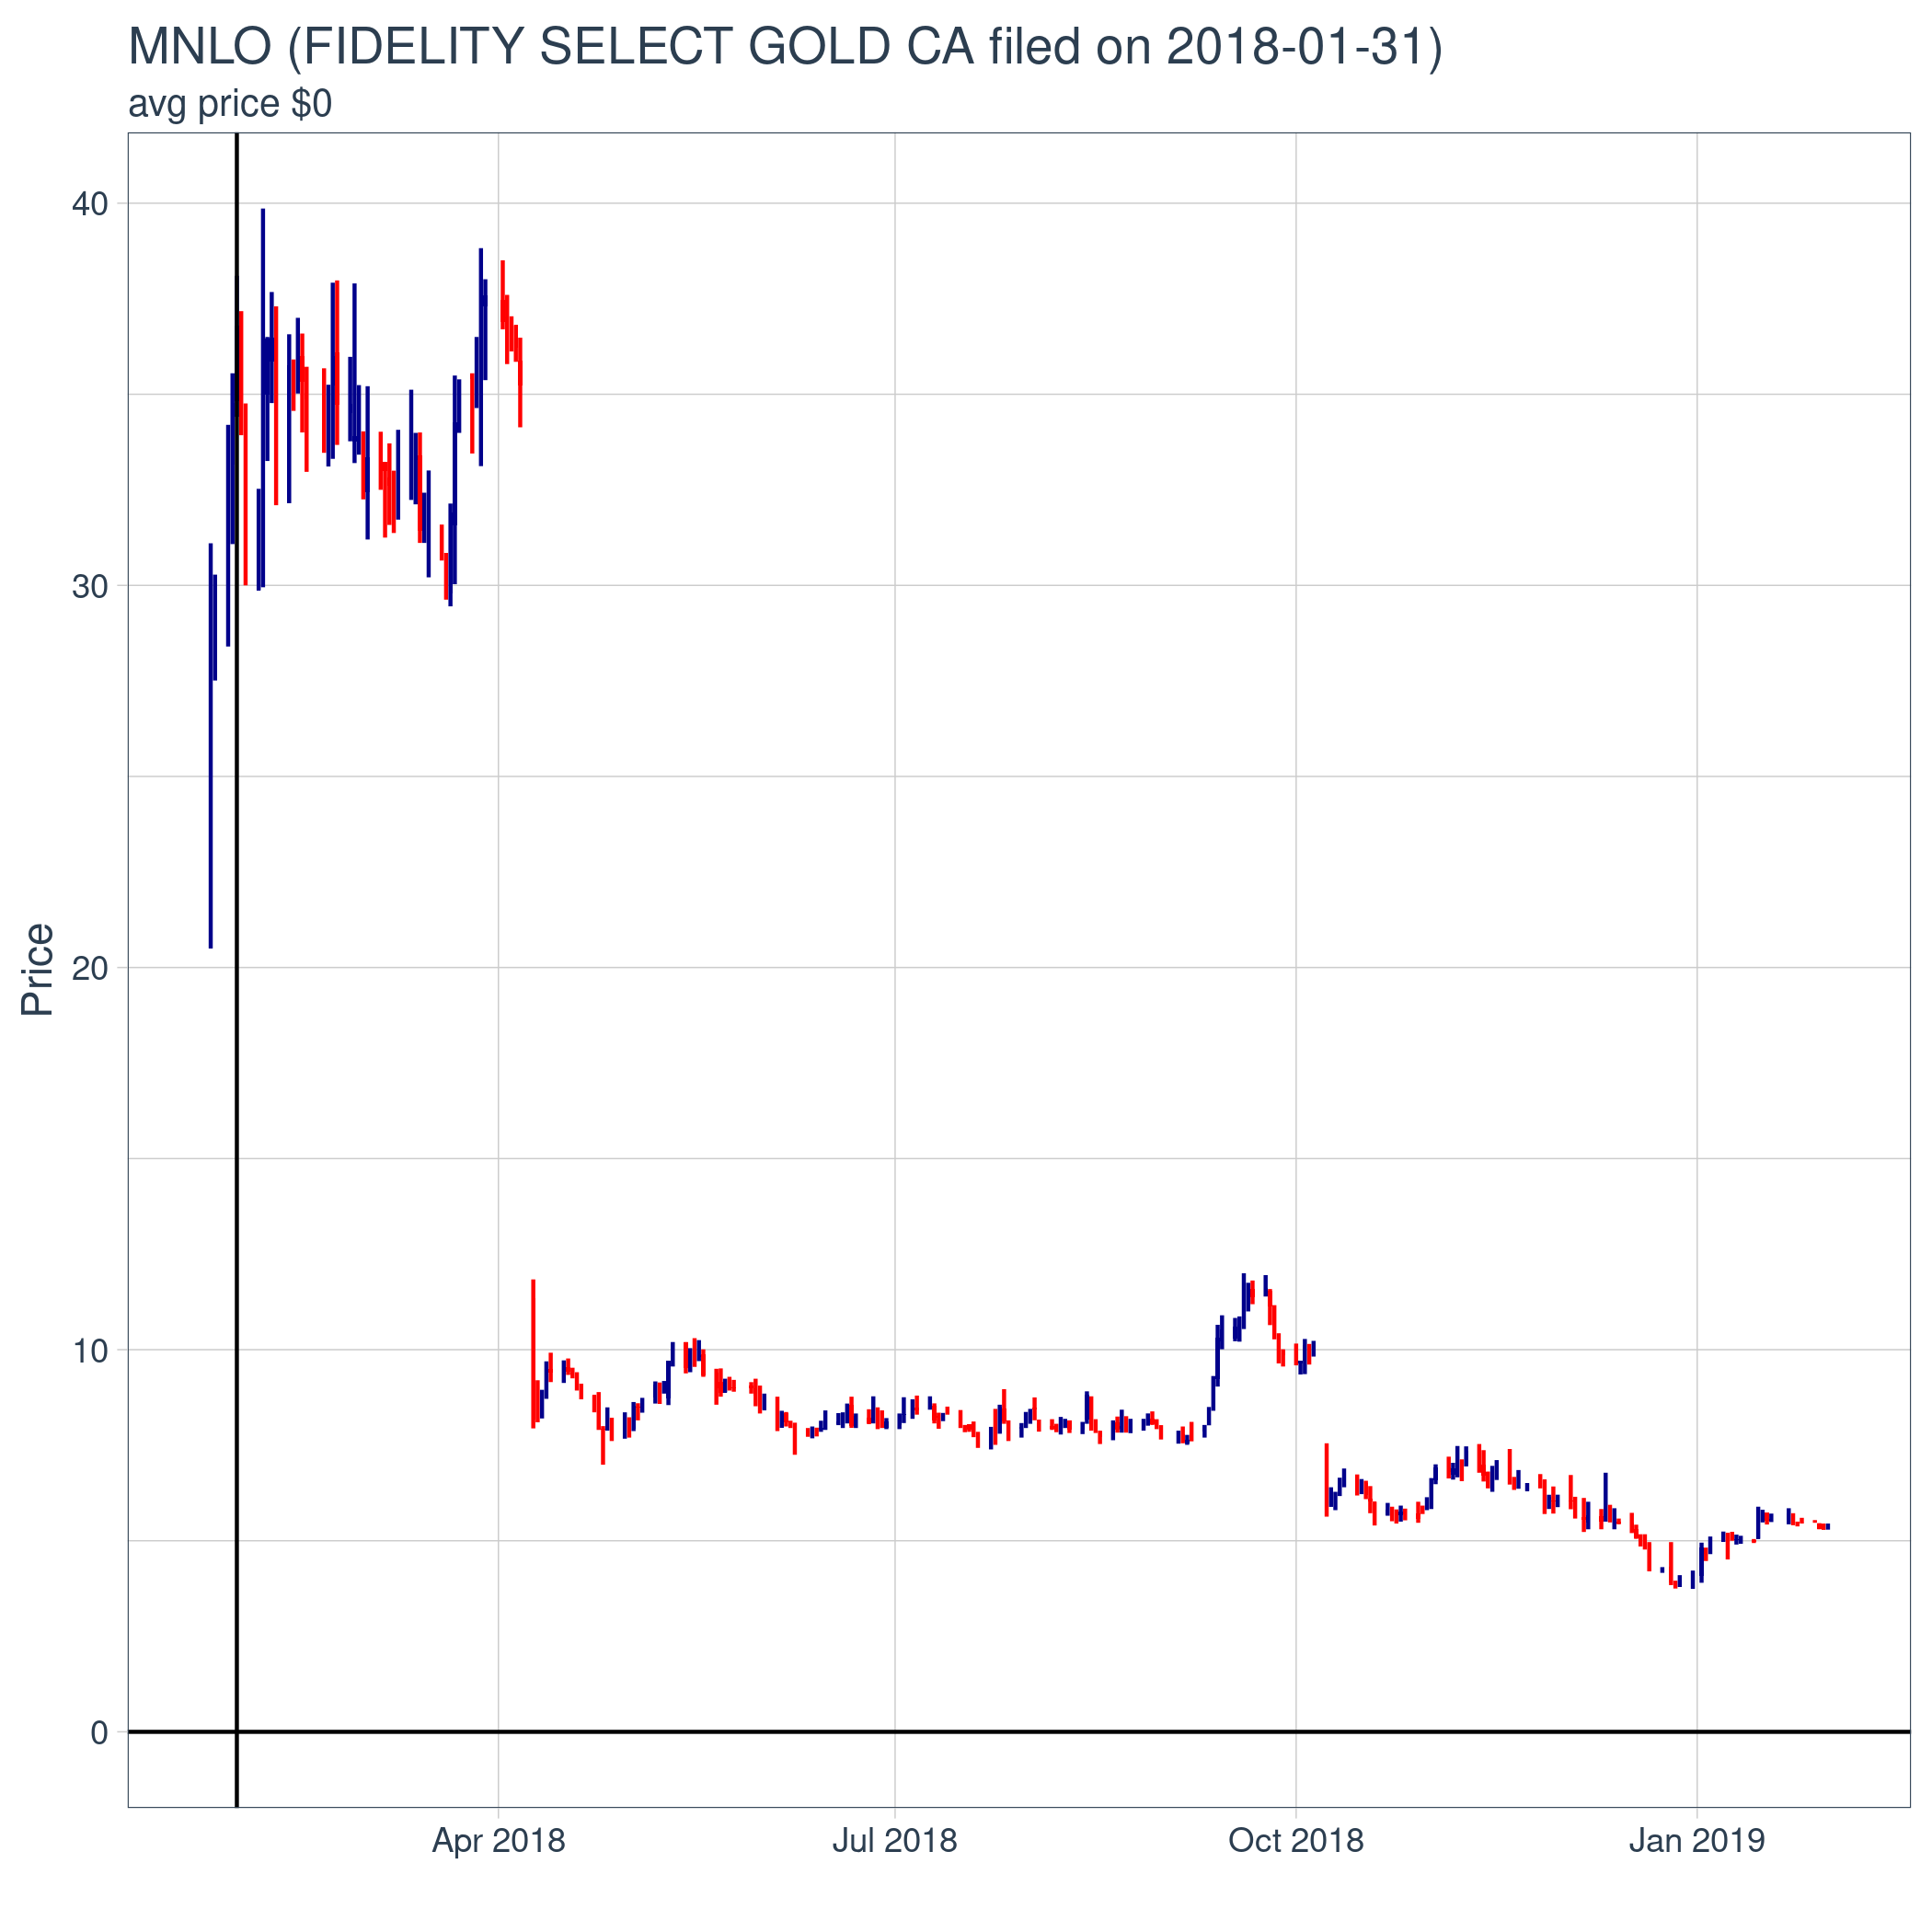 MNLO (FIDELITY SELECT GOLD CA filed on 2018-01-31)
avg price $0
40
30
20
10
0
Price
Apr 2018
Jul 2018
Oct 2018
Jan 2019